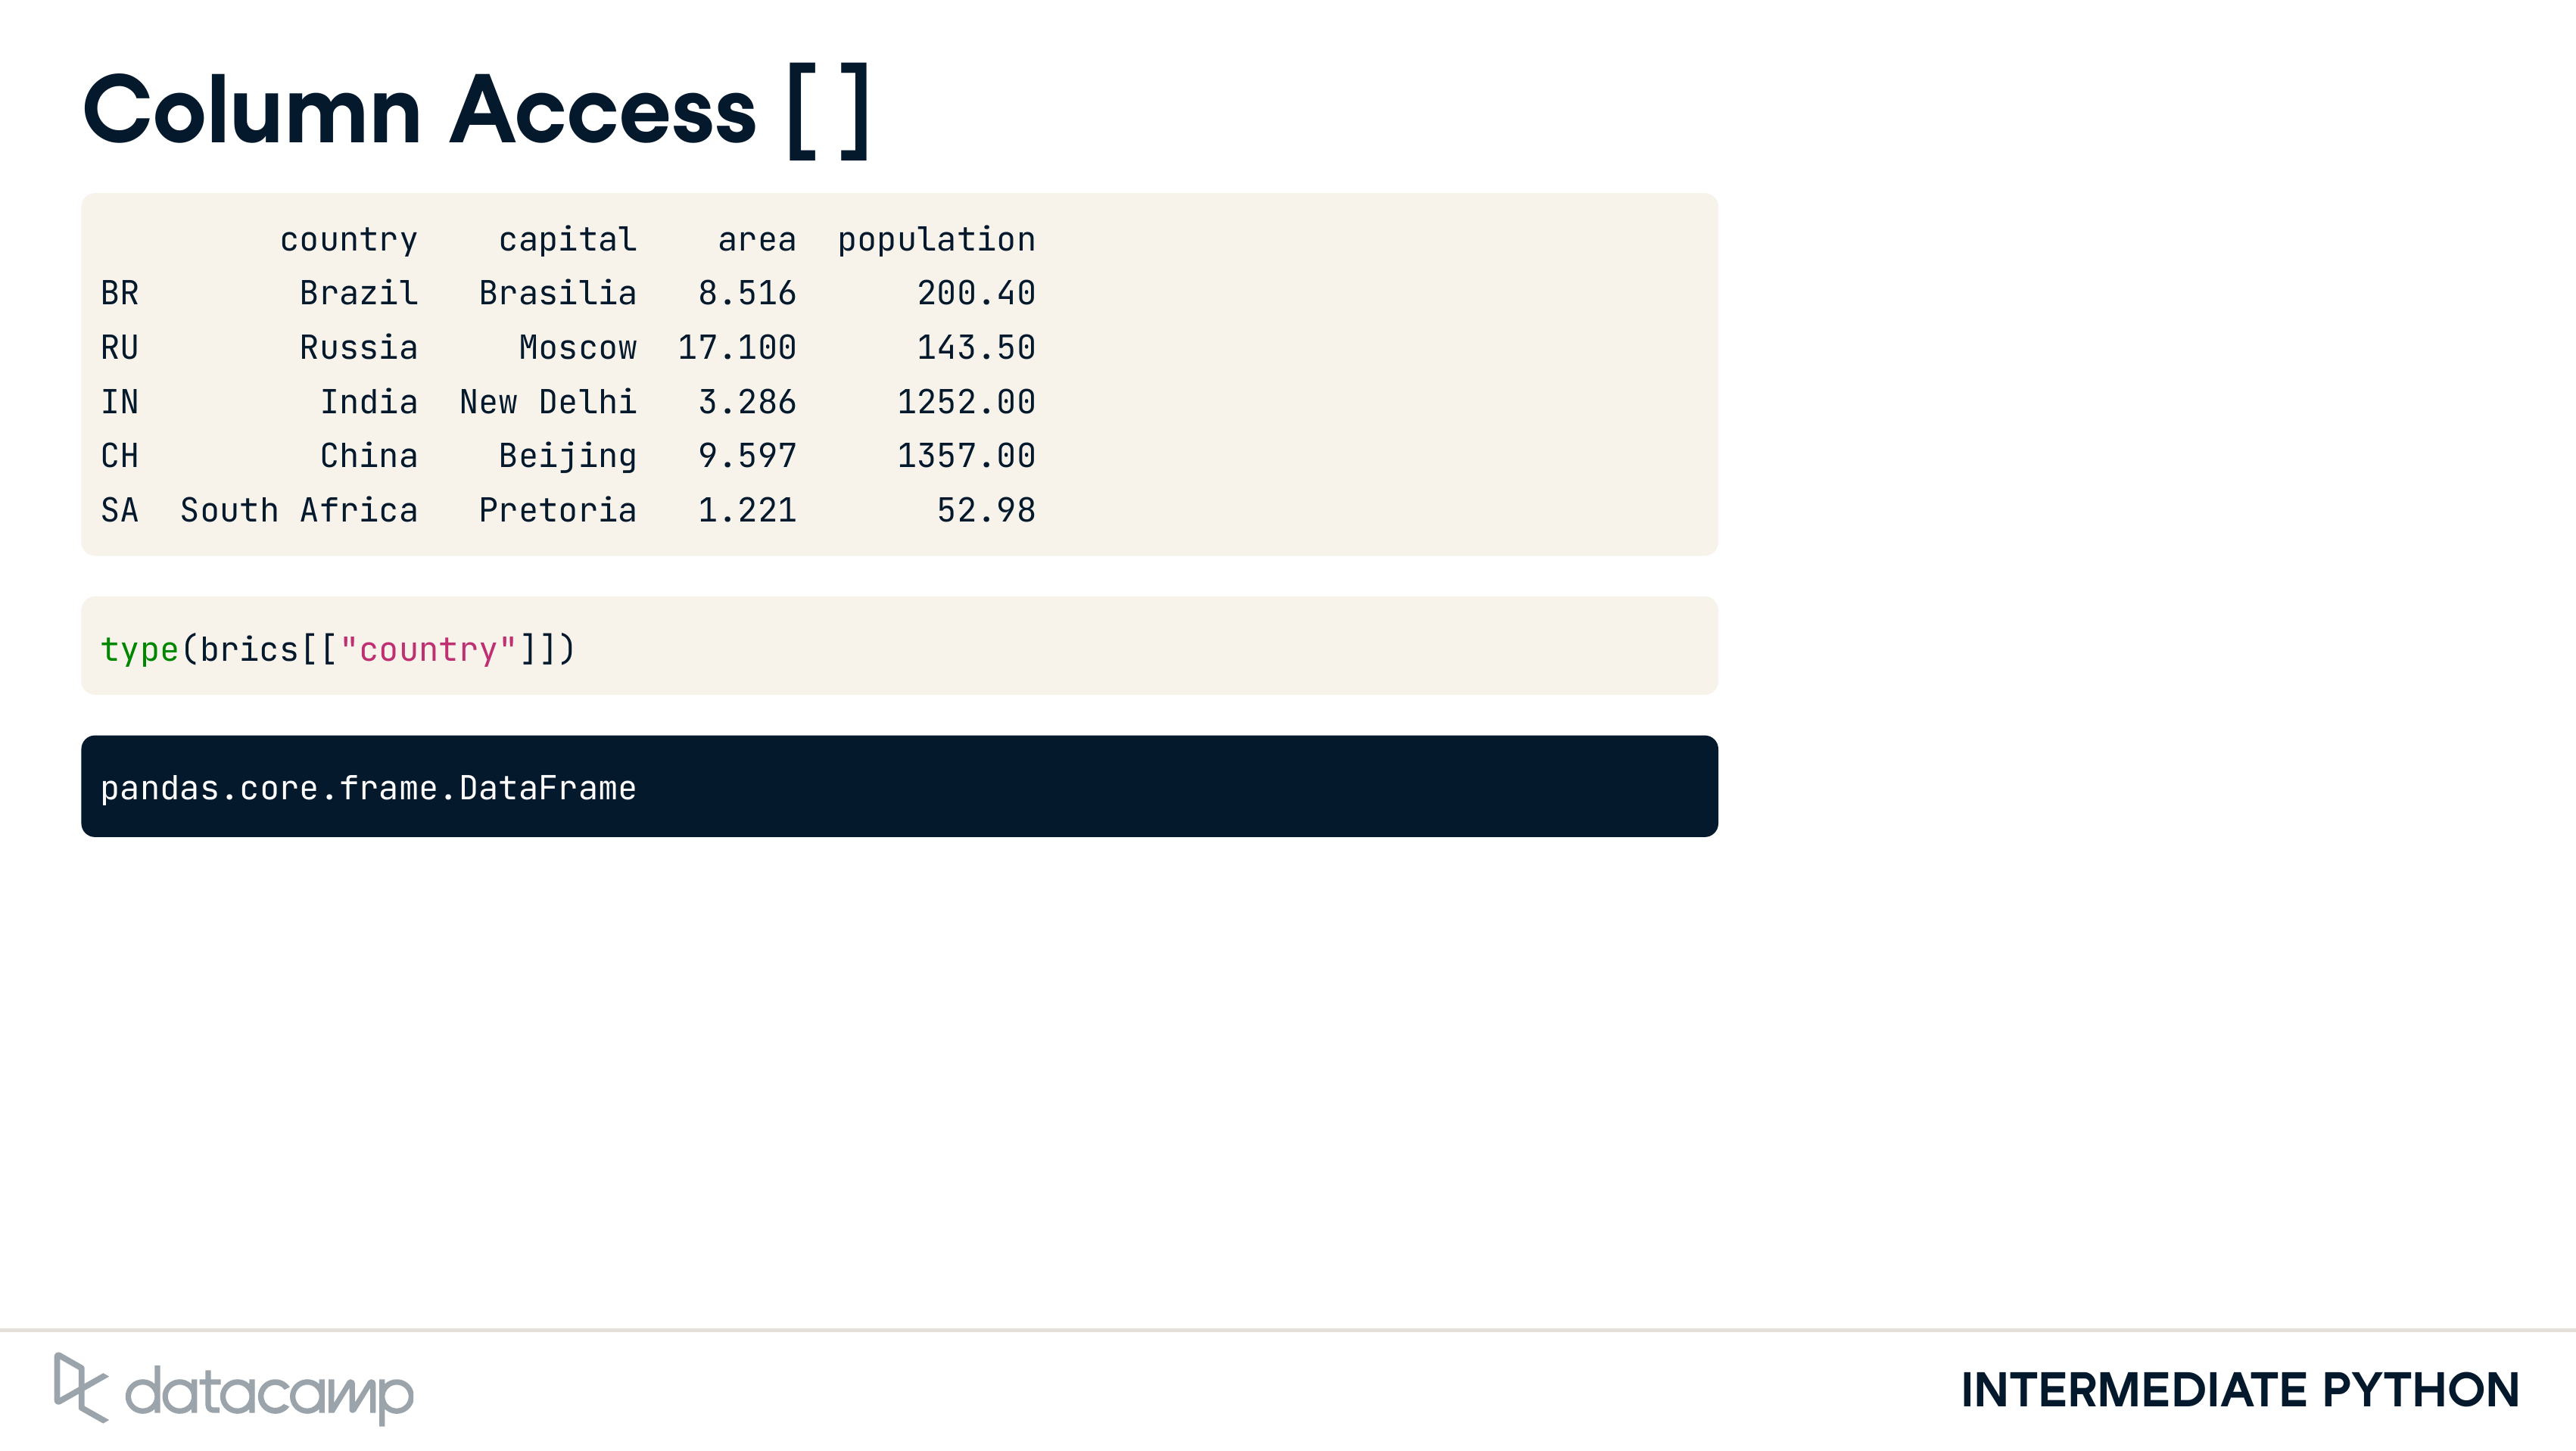 Column Access [ ]
country capital area population
BR Brazil Brasilia 8.516 200.40
RU Russia Moscow 17.100 143.50
IN India New Delhi 3.286 1252.00
CH China Beijing 9.597 1357.00
SA South Africa Pretoria 1.221 52.98
type(brics[["country"]])
pandas.core.frame.DataFrame
datacamp
INTERMEDIATE PYTHON